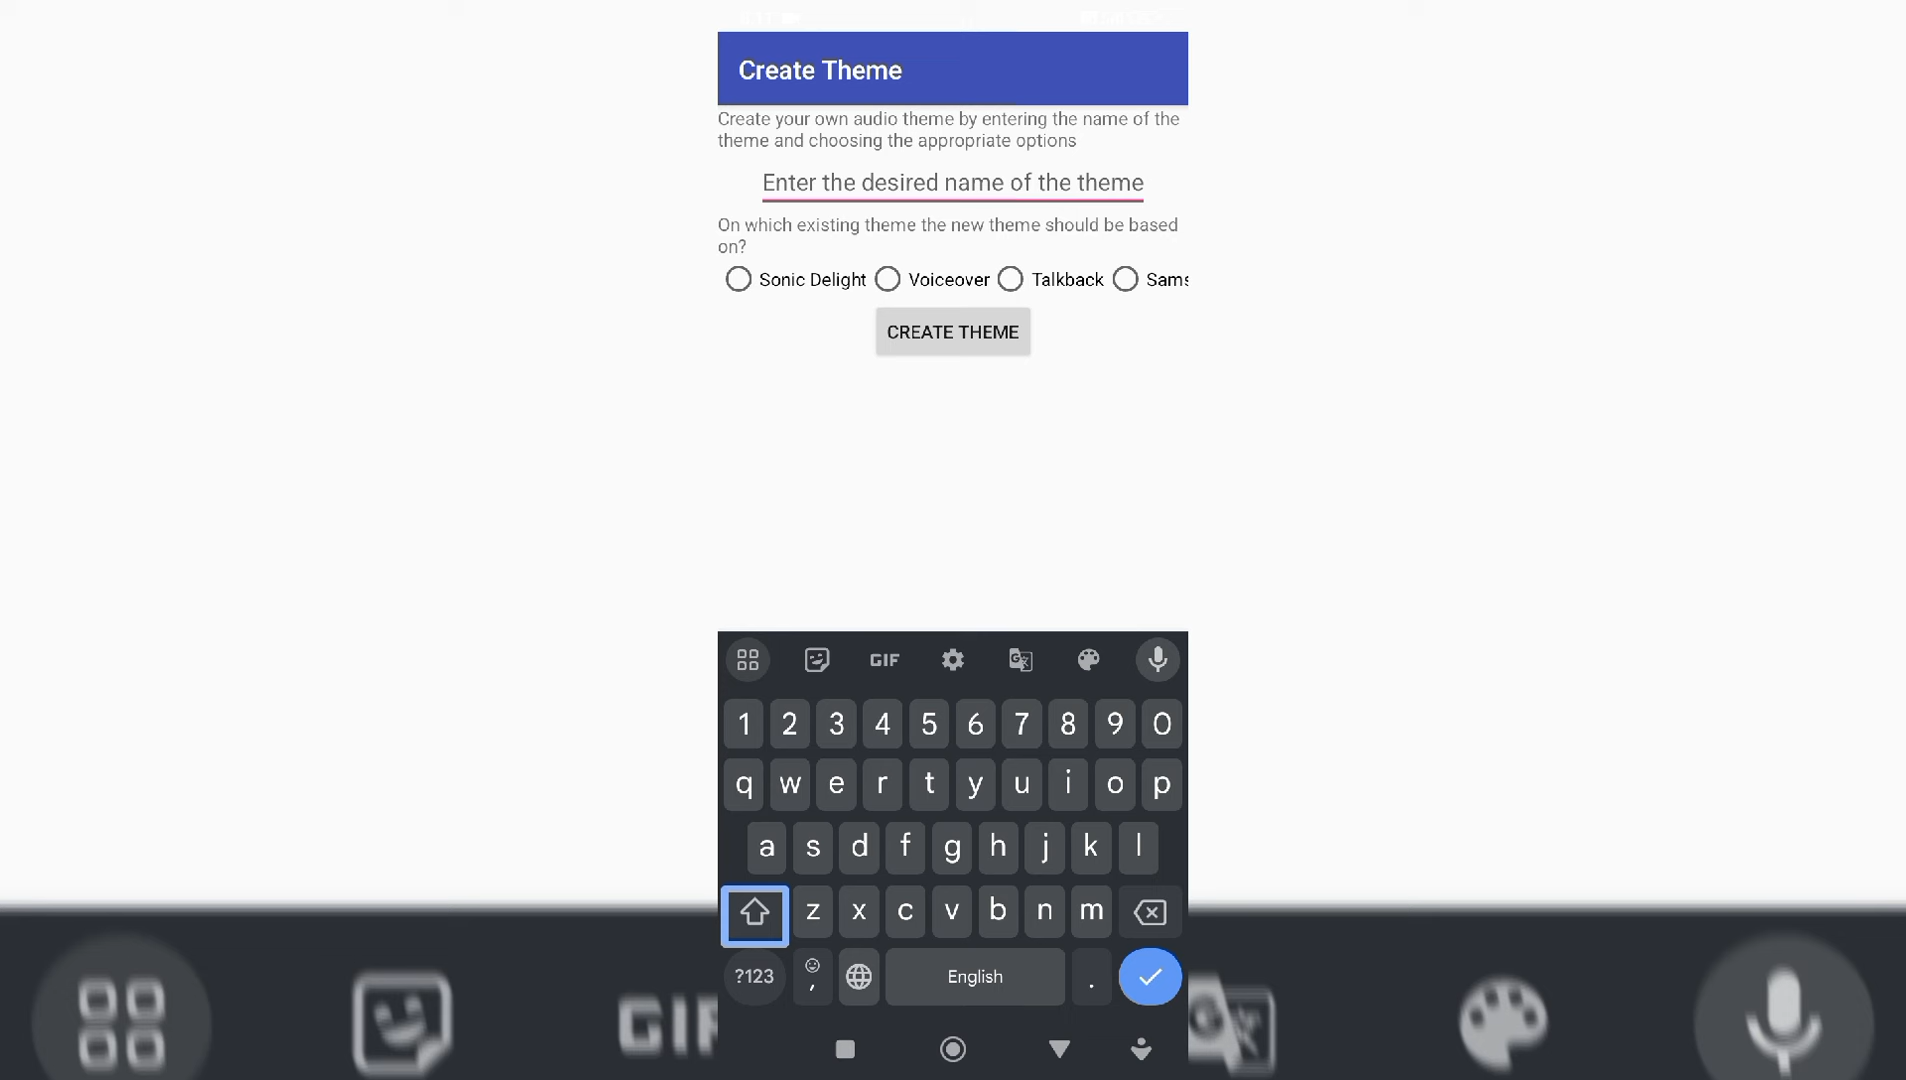 Create Theme
Create your own audio theme by entering the name of the
theme and choosing the appropriate options
Enter the desired name of the theme
On which existing theme the new theme should be based
on?
Sonic Delight Voiceover Talkback Sams
CREATE THEME
GIF
1 2 3 4 5 6 7 8 9 0
q w e r t y u i o p
a s d f g h j k l
z x c v b n m
?123 , English .
GIF